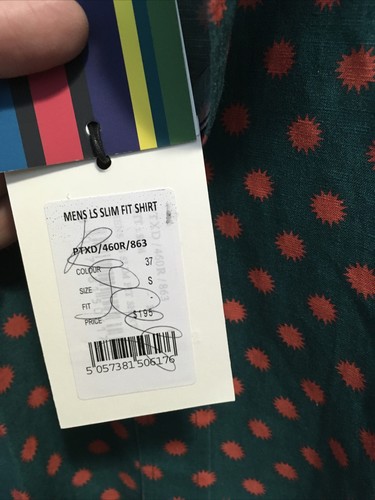 MENS LS SLIM FIT SHIRT
PTXD/460R/863
COLOUR 37
SIZE S
FIT -
PRICE $195
5 057381 506176